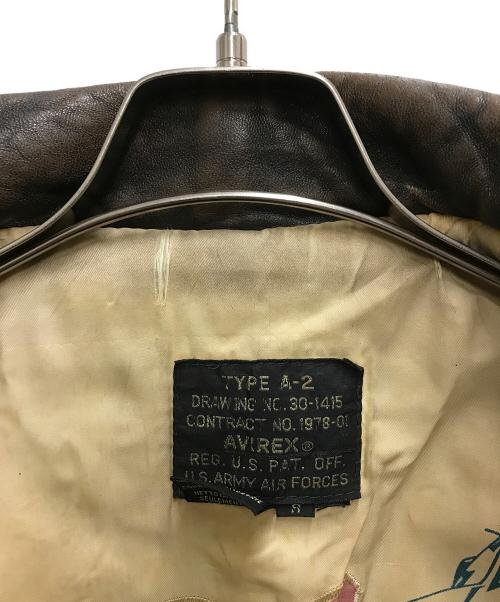 TYPE A-2
DRAWING NO. 30-1415
CONTRACT NO. 1978-01
AVIREX®
REG. U.S. PAT. OFF.
U.S. ARMY AIR FORCES
S